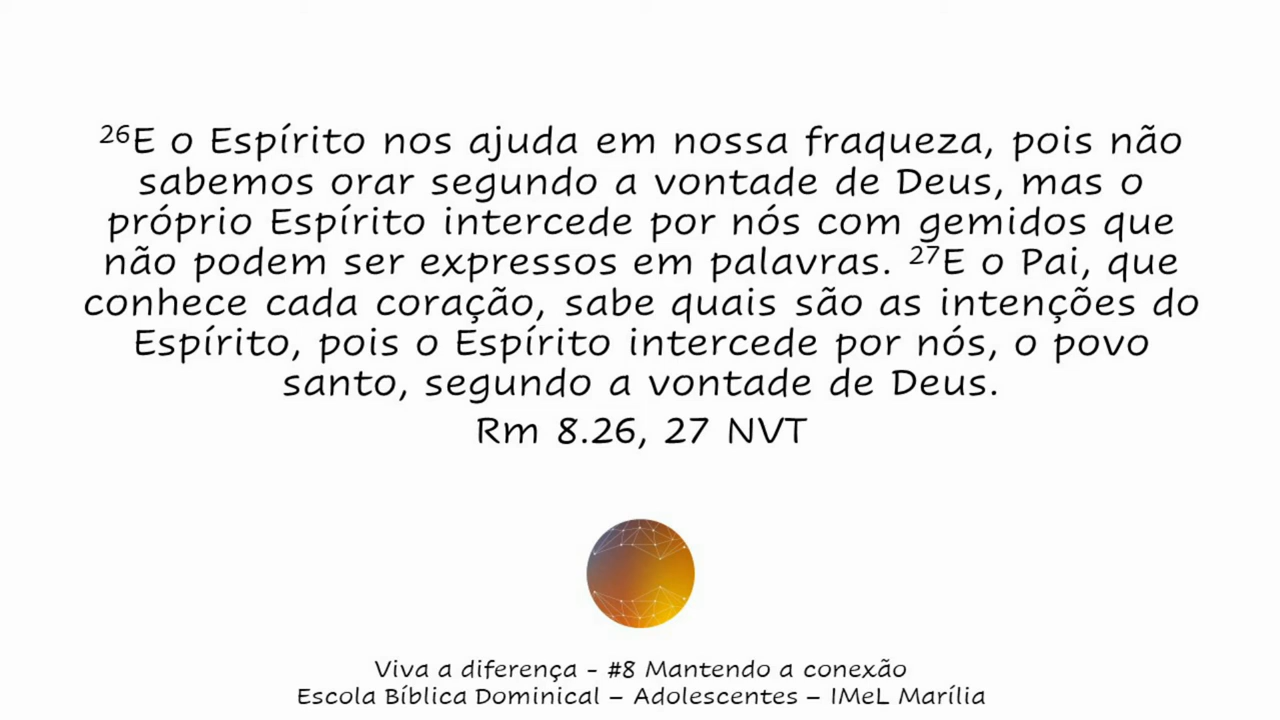 ²⁶E o Espírito nos ajuda em nossa fraqueza, pois não
sabemos orar segundo a vontade de Deus, mas o
próprio Espírito intercede por nós com gemidos que
não podem ser expressos em palavras. ²⁷E o Pai, que
conhece cada coração, sabe quais são as intenções do
Espírito, pois o Espírito intercede por nós, o povo
santo, segundo a vontade de Deus.
Rm 8.26, 27 NVT
Viva a diferença - #8 Mantendo a conexão
Escola Bíblica Dominical – Adolescentes – IMeL Marília